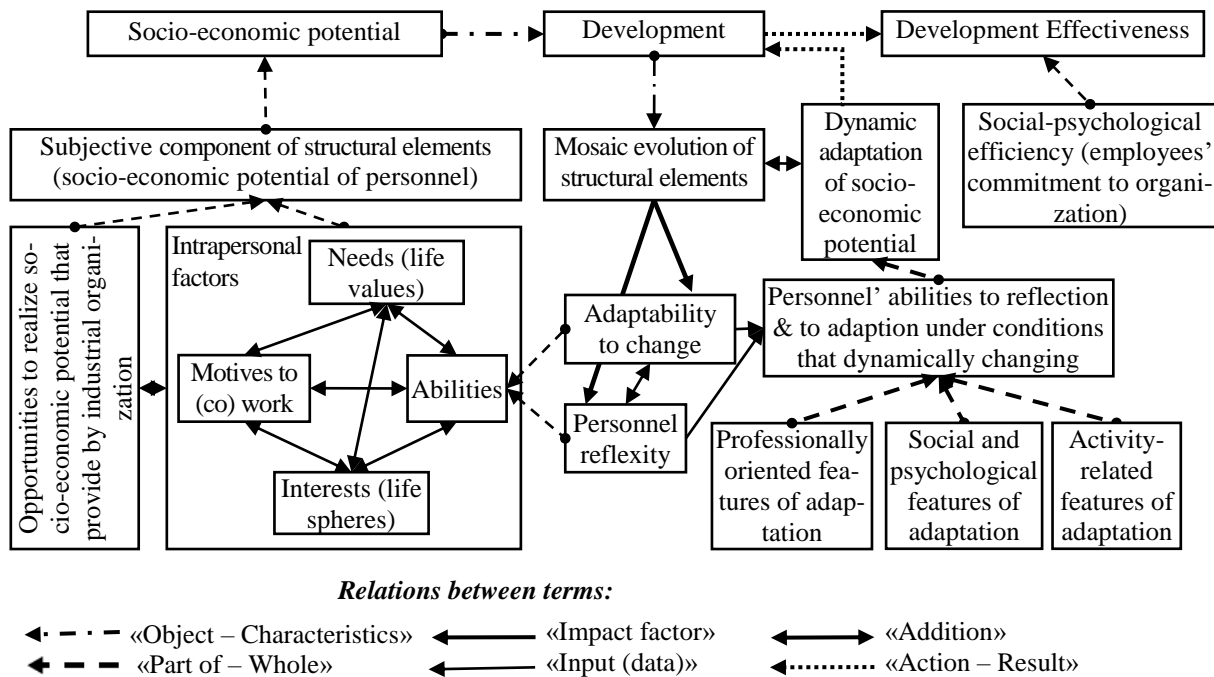 Socio-economic potential
Development
Development Effectiveness
Subjective component of structural elements
(socio-economic potential of personnel)
Mosaic evolution of
structural elements
Dynamic
adaptation
of socio-
economic
potential
Social-psychological
efficiency (employees’
commitment to organi-
zation)
Opportunities to realize so-
cio-economic potential that
provide by industrial organi-
zation
Intrapersonal
factors
Needs (life
values)
Motives to
(co) work
Abilities
Interests (life
spheres)
Adaptability
to change
Personnel
reflexity
Personnel’ abilities to reflection
& to adaption under conditions
that dynamically changing
Professionally
oriented fea-
tures of adap-
tation
Social and
psychological
features of
adaptation
Activity-
related
features of
adaptation
Relations between terms:
«Object – Characteristics»
«Impact factor»
«Addition»
«Part of – Whole»
«Input (data)»
«Action – Result»